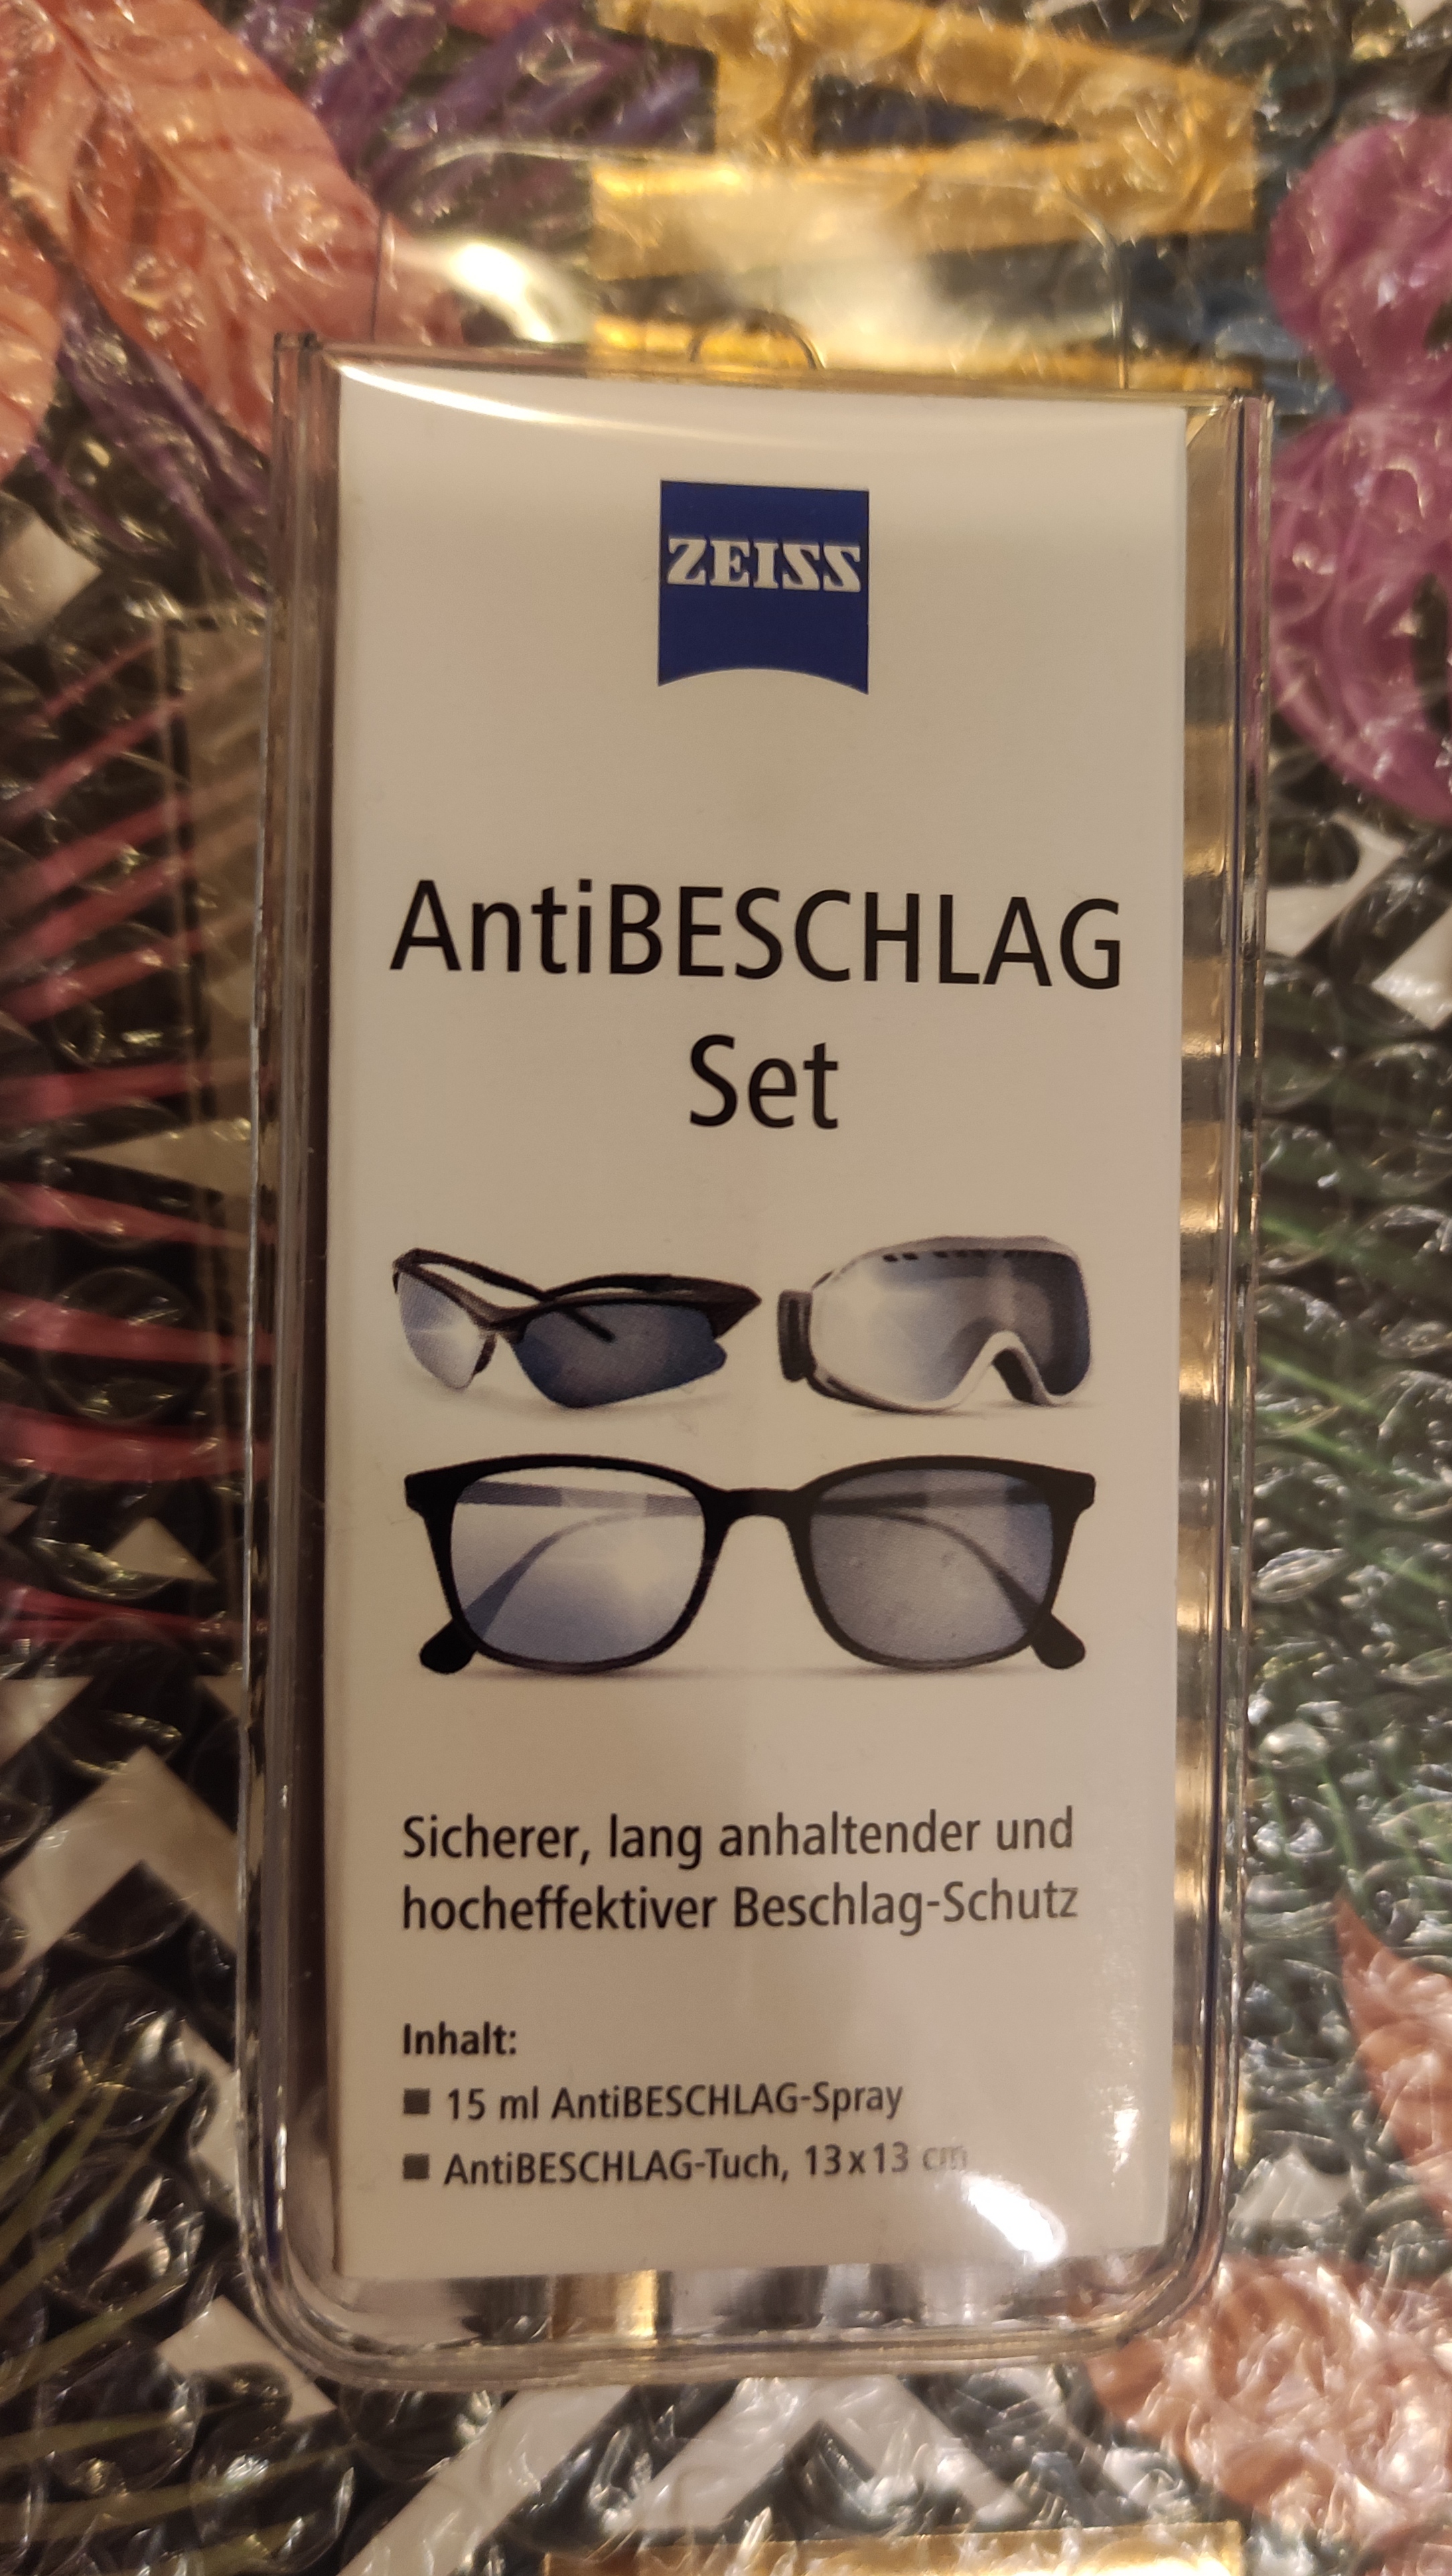 ZEISS
AntiBESCHLAG
Set
Sicherer, lang anhaltender und
hocheffektiver Beschlag-Schutz
Inhalt:
■ 15 ml AntiBESCHLAG-Spray
■ AntiBESCHLAG-Tuch, 13x13 cm